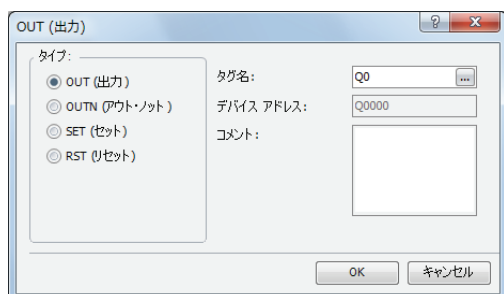 OUT (出力)
タイプ:
OUT (出力)
OUTN (アウト・ノット)
SET (セット)
RST (リセット)
タグ名:
Q0
...
デバイス アドレス:
Q0000
コメント:
OK
キャンセル